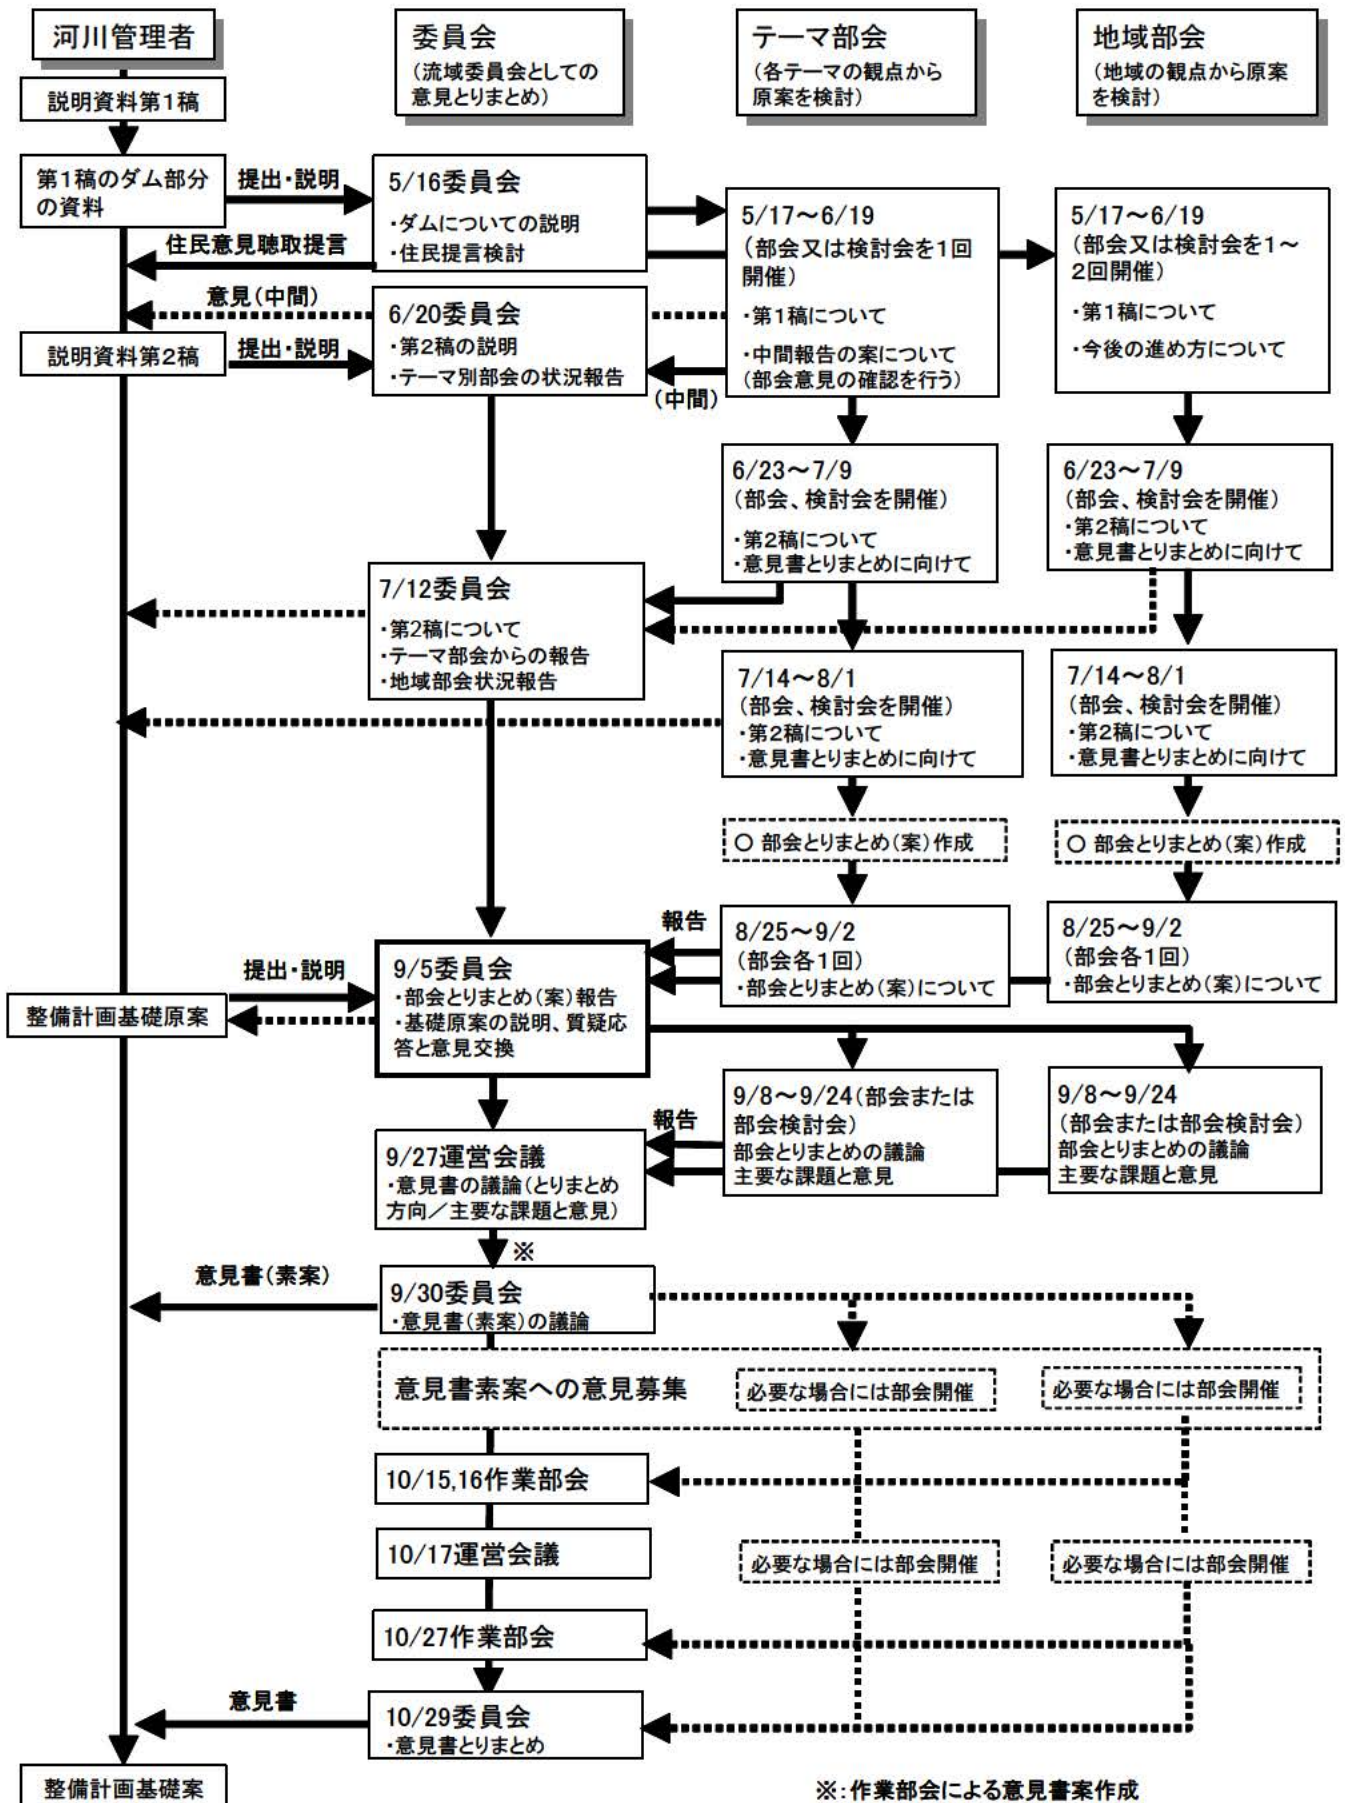 河川管理者
説明資料第1稿
委員会
(流域委員会としての
意見とりまとめ)
テーマ部会
(各テーマの観点から
原案を検討)
地域部会
(地域の観点から原案
を検討)
第1稿のダム部分
の資料
提出・説明
5/16委員会
・ダムについての説明
・住民提言検討
住民意見聴取提言
5/17～6/19
(部会又は検討会を1回
開催)
・第1稿について
・中間報告の案について
(部会意見の確認を行う)
5/17～6/19
(部会又は検討会を1～
2回開催)
・第1稿について
・今後の進め方について
意見(中間)
説明資料第2稿
提出・説明
6/20委員会
・第2稿の説明
・テーマ別部会の状況報告
(中間)
6/23～7/9
(部会、検討会を開催)
・第2稿について
・意見書とりまとめに向けて
6/23～7/9
(部会、検討会を開催)
・第2稿について
・意見書とりまとめに向けて
7/12委員会
・第2稿について
・テーマ部会からの報告
・地域部会状況報告
7/14～8/1
(部会、検討会を開催)
・第2稿について
・意見書とりまとめに向けて
7/14～8/1
(部会、検討会を開催)
・第2稿について
・意見書とりまとめに向けて
○ 部会とりまとめ(案)作成
○ 部会とりまとめ(案)作成
報告
8/25～9/2
(部会各1回)
・部会とりまとめ(案)について
8/25～9/2
(部会各1回)
・部会とりまとめ(案)について
提出・説明
整備計画基礎原案
9/5委員会
・部会とりまとめ(案)報告
・基礎原案の説明、質疑応
答と意見交換
9/8～9/24(部会または
部会検討会)
部会とりまとめの議論
主要な課題と意見
9/8～9/24
(部会または部会検討会)
部会とりまとめの議論
主要な課題と意見
報告
9/27運営会議
・意見書の議論(とりまとめ
方向／主要な課題と意見)
※
意見書(素案)
9/30委員会
・意見書(素案)の議論
意見書素案への意見募集
必要な場合には部会開催
必要な場合には部会開催
10/15,16作業部会
10/17運営会議
必要な場合には部会開催
必要な場合には部会開催
10/27作業部会
意見書
10/29委員会
・意見書とりまとめ
整備計画基礎案
※:作業部会による意見書案作成